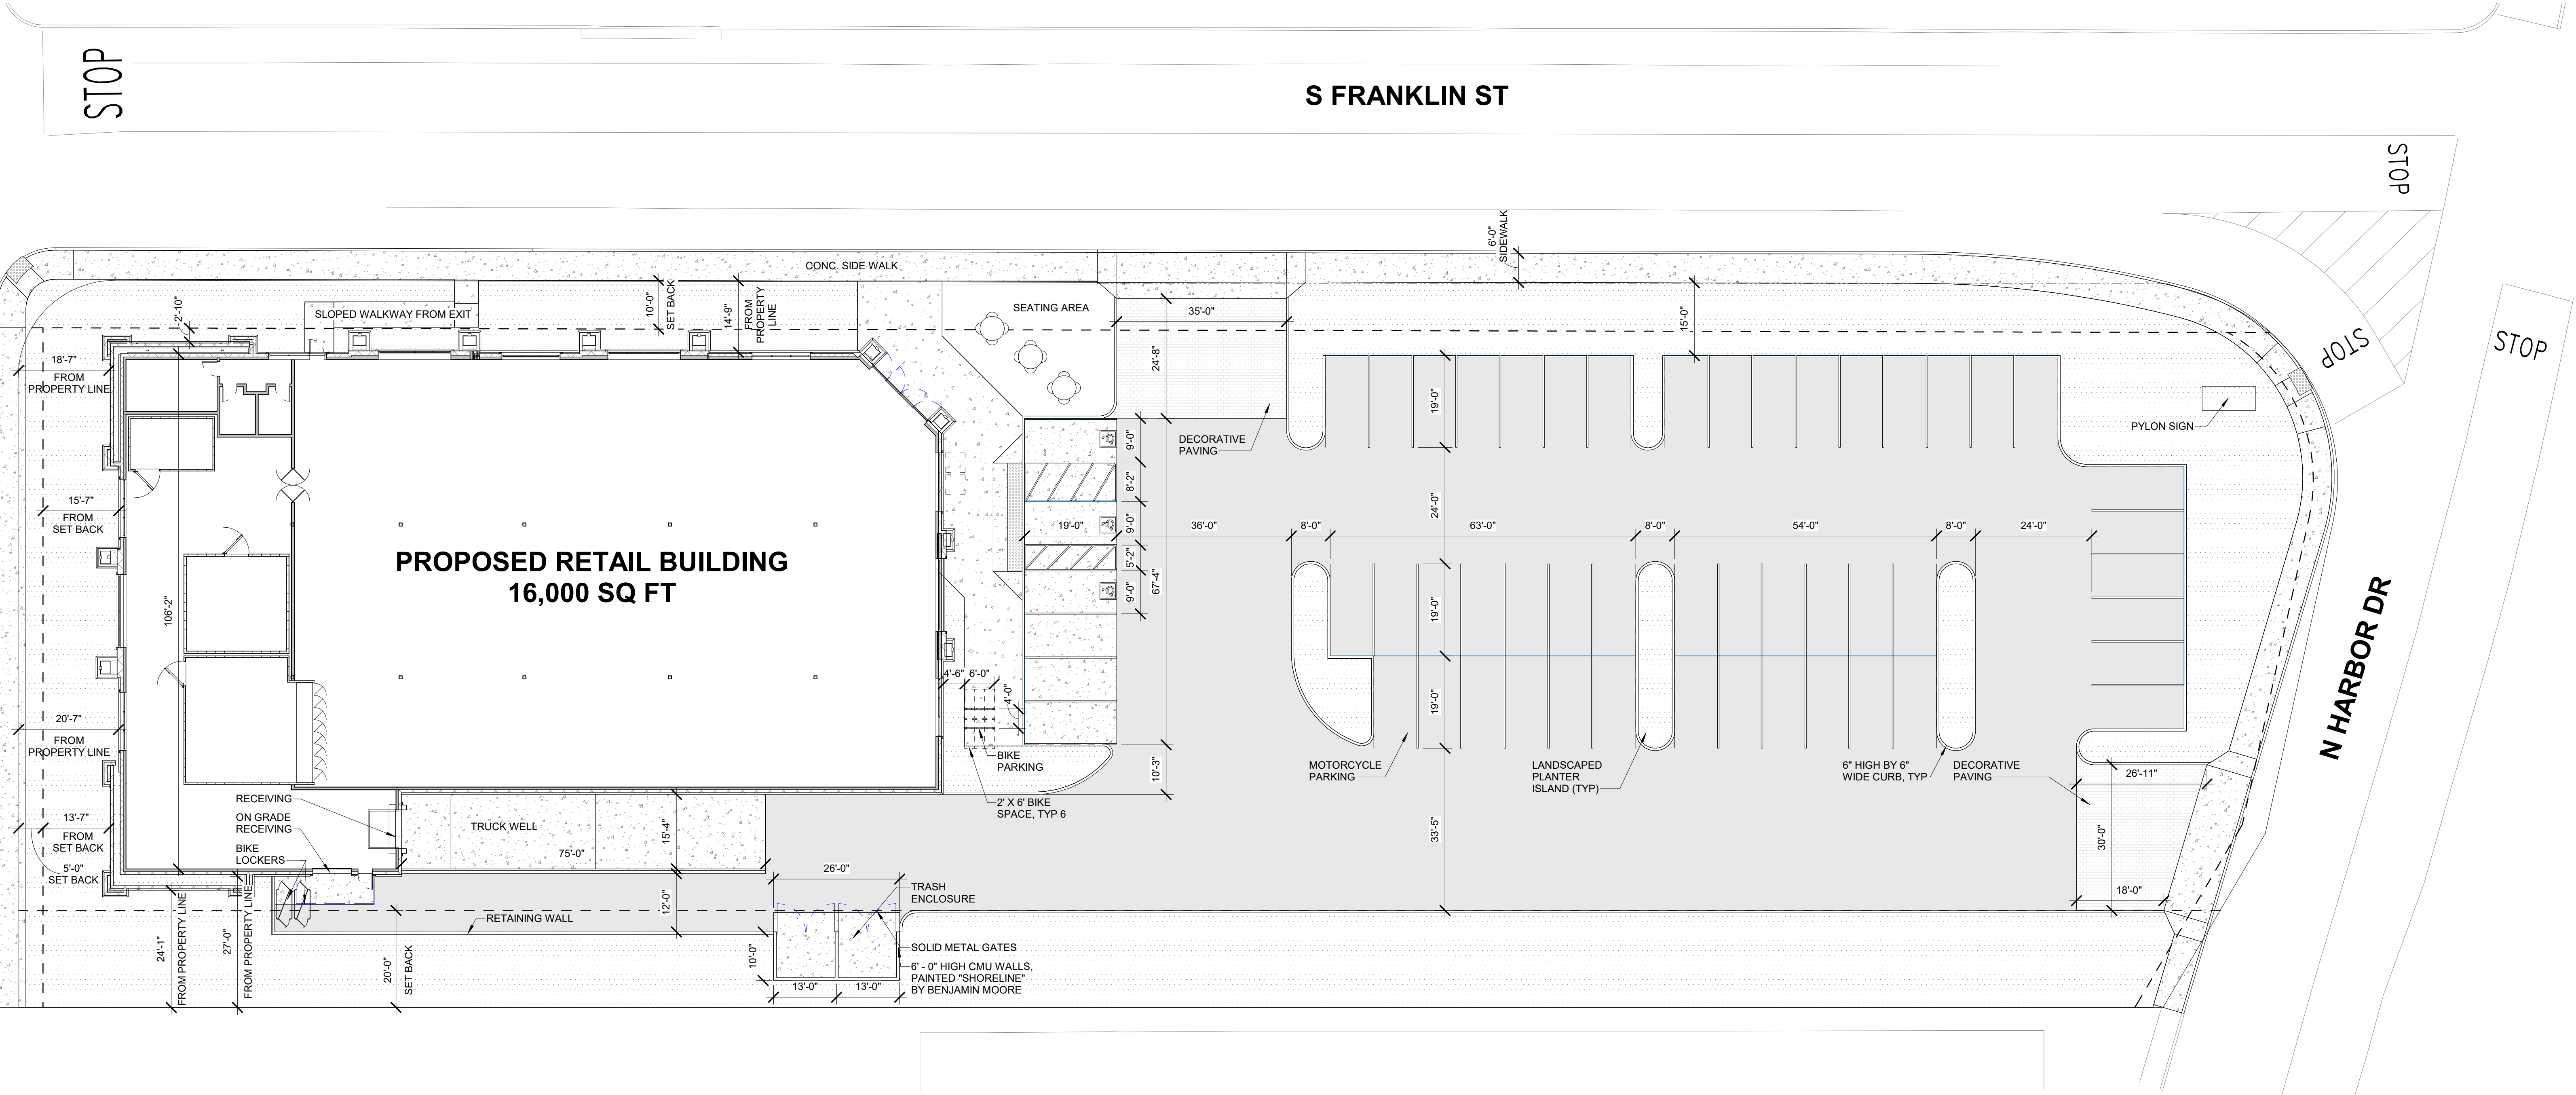 STOP
S FRANKLIN ST
STOP
6'-0"
SIDEWALK
CONC. SIDE WALK
2'-10"
SLOPED WALKWAY FROM EXIT
10'-0"
SET BACK
14'-9"
FROM
PROPERTY
LINE
SEATING AREA
35'-0"
15'-0"
STOP
STOP
18'-7"
FROM
PROPERTY LINE
24'-8"
19'-0"
PYLON SIGN
DECORATIVE
PAVING
9'-0"
8'-2"
15'-7"
FROM
SET BACK
24'-0"
19'-0"
9'-0"
36'-0"
8'-0"
63'-0"
8'-0"
54'-0"
8'-0"
24'-0"
PROPOSED RETAIL BUILDING
16,000 SQ FT
5'-2"
67'-4"
9'-0"
106'-2"
19'-0"
N HARBOR DR
4'-6"
6'-0"
4'-0"
19'-0"
20'-7"
FROM
PROPERTY LINE
BIKE
PARKING
10'-3"
MOTORCYCLE
PARKING
LANDSCAPED
PLANTER
ISLAND (TYP)
6" HIGH BY 6"
WIDE CURB, TYP
DECORATIVE
PAVING
26'-11"
RECEIVING
2' X 6' BIKE
SPACE, TYP 6
13'-7"
FROM
SET BACK
ON GRADE
RECEIVING
TRUCK WELL
15'-4"
33'-5"
30'-0"
BIKE
LOCKERS
75'-0"
5'-0"
SET BACK
26'-0"
TRASH
ENCLOSURE
18'-0"
12'-0"
RETAINING WALL
24'-1"
FROM PROPERTY LINE
27'-0"
FROM PROPERTY LINE
20'-0"
SET BACK
10'-0"
SOLID METAL GATES
6' - 0" HIGH CMU WALLS,
PAINTED "SHORELINE"
BY BENJAMIN MOORE
13'-0"
13'-0"